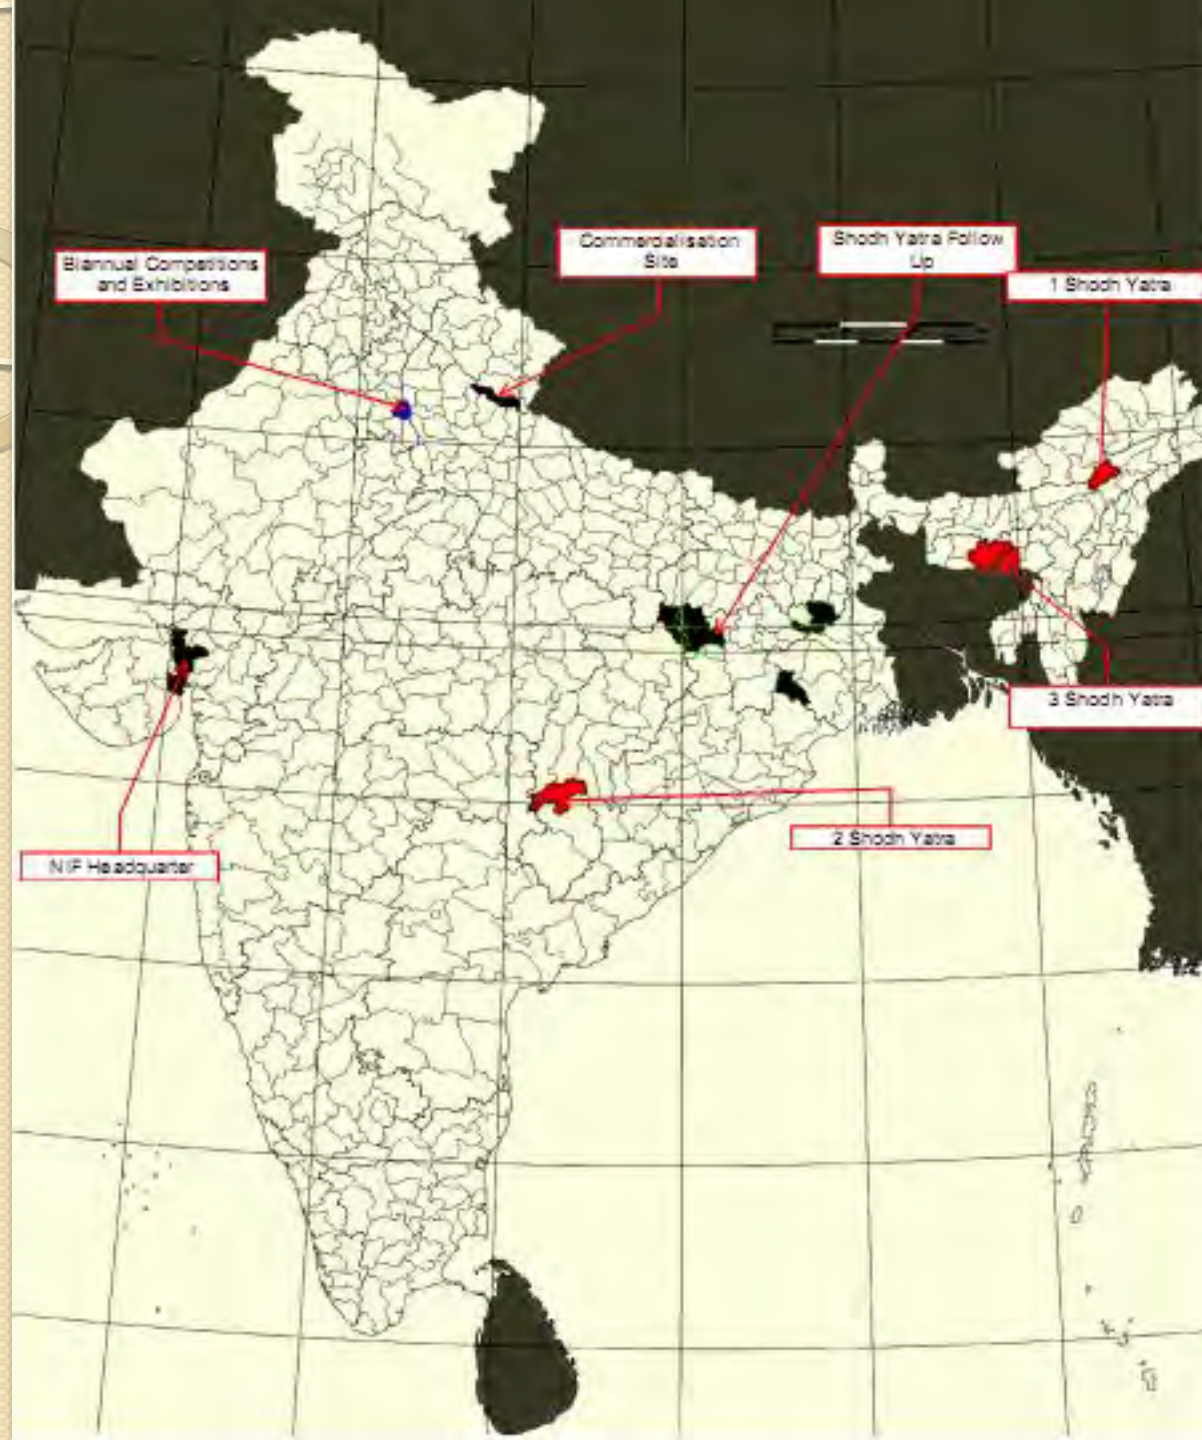 Biannual Competitions
and Exhibitions
Commercialisation
Site
Shodh Yatra Follow
Up
1 Shodh Yatra
3 Shodh Yatra
2 Shodh Yatra
NIF Headquarter